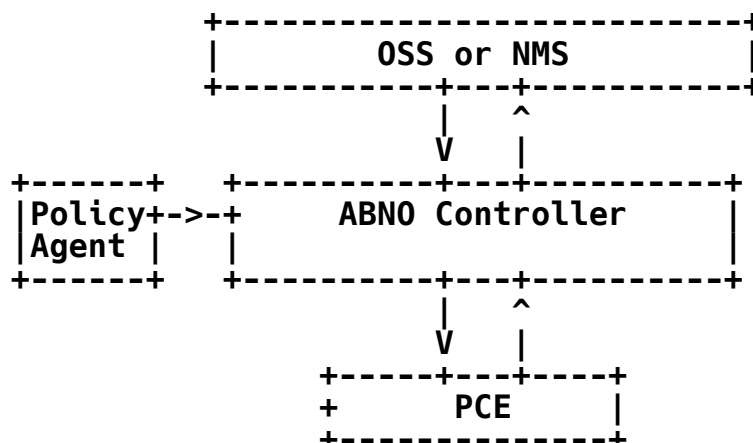 +----------------------------+
| OSS or NMS |
+-----------+---+------------+
| ^
V |
+------+ +-----------+---+----------+
|Policy+->-+ ABNO Controller |
|Agent | | |
+------+ +-----------+---+----------+
| ^
V |
+-----+---+----+
+ PCE |
+--------------+